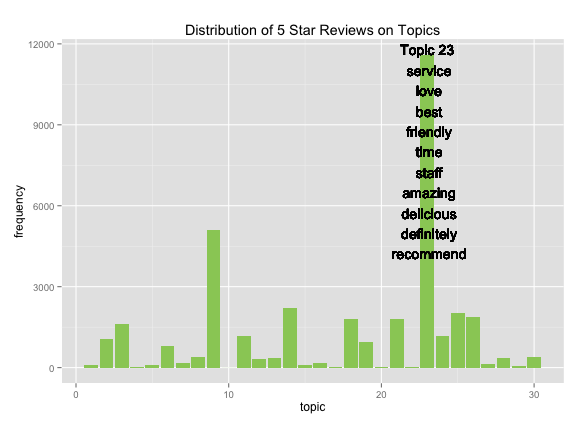 Distribution of 5 Star Reviews on Topics
12000
9000
6000
3000
0
frequency
Topic 23
service
love
best
friendly
time
staff
amazing
delicious
definitely
recommend
0 10 20 30
topic